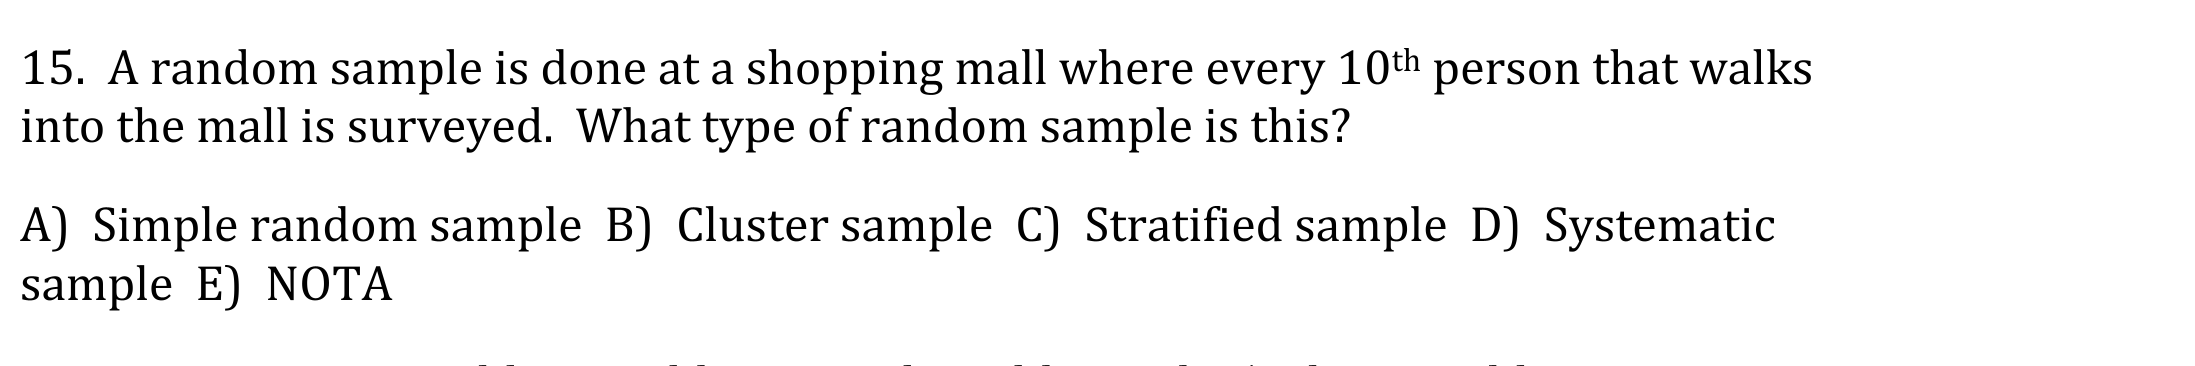 15.  A random sample is done at a shopping mall where every 10th person that walks
into the mall is surveyed.  What type of random sample is this?
A)  Simple random sample  B)  Cluster sample  C)  Stratified sample  D)  Systematic
sample  E)  NOTA